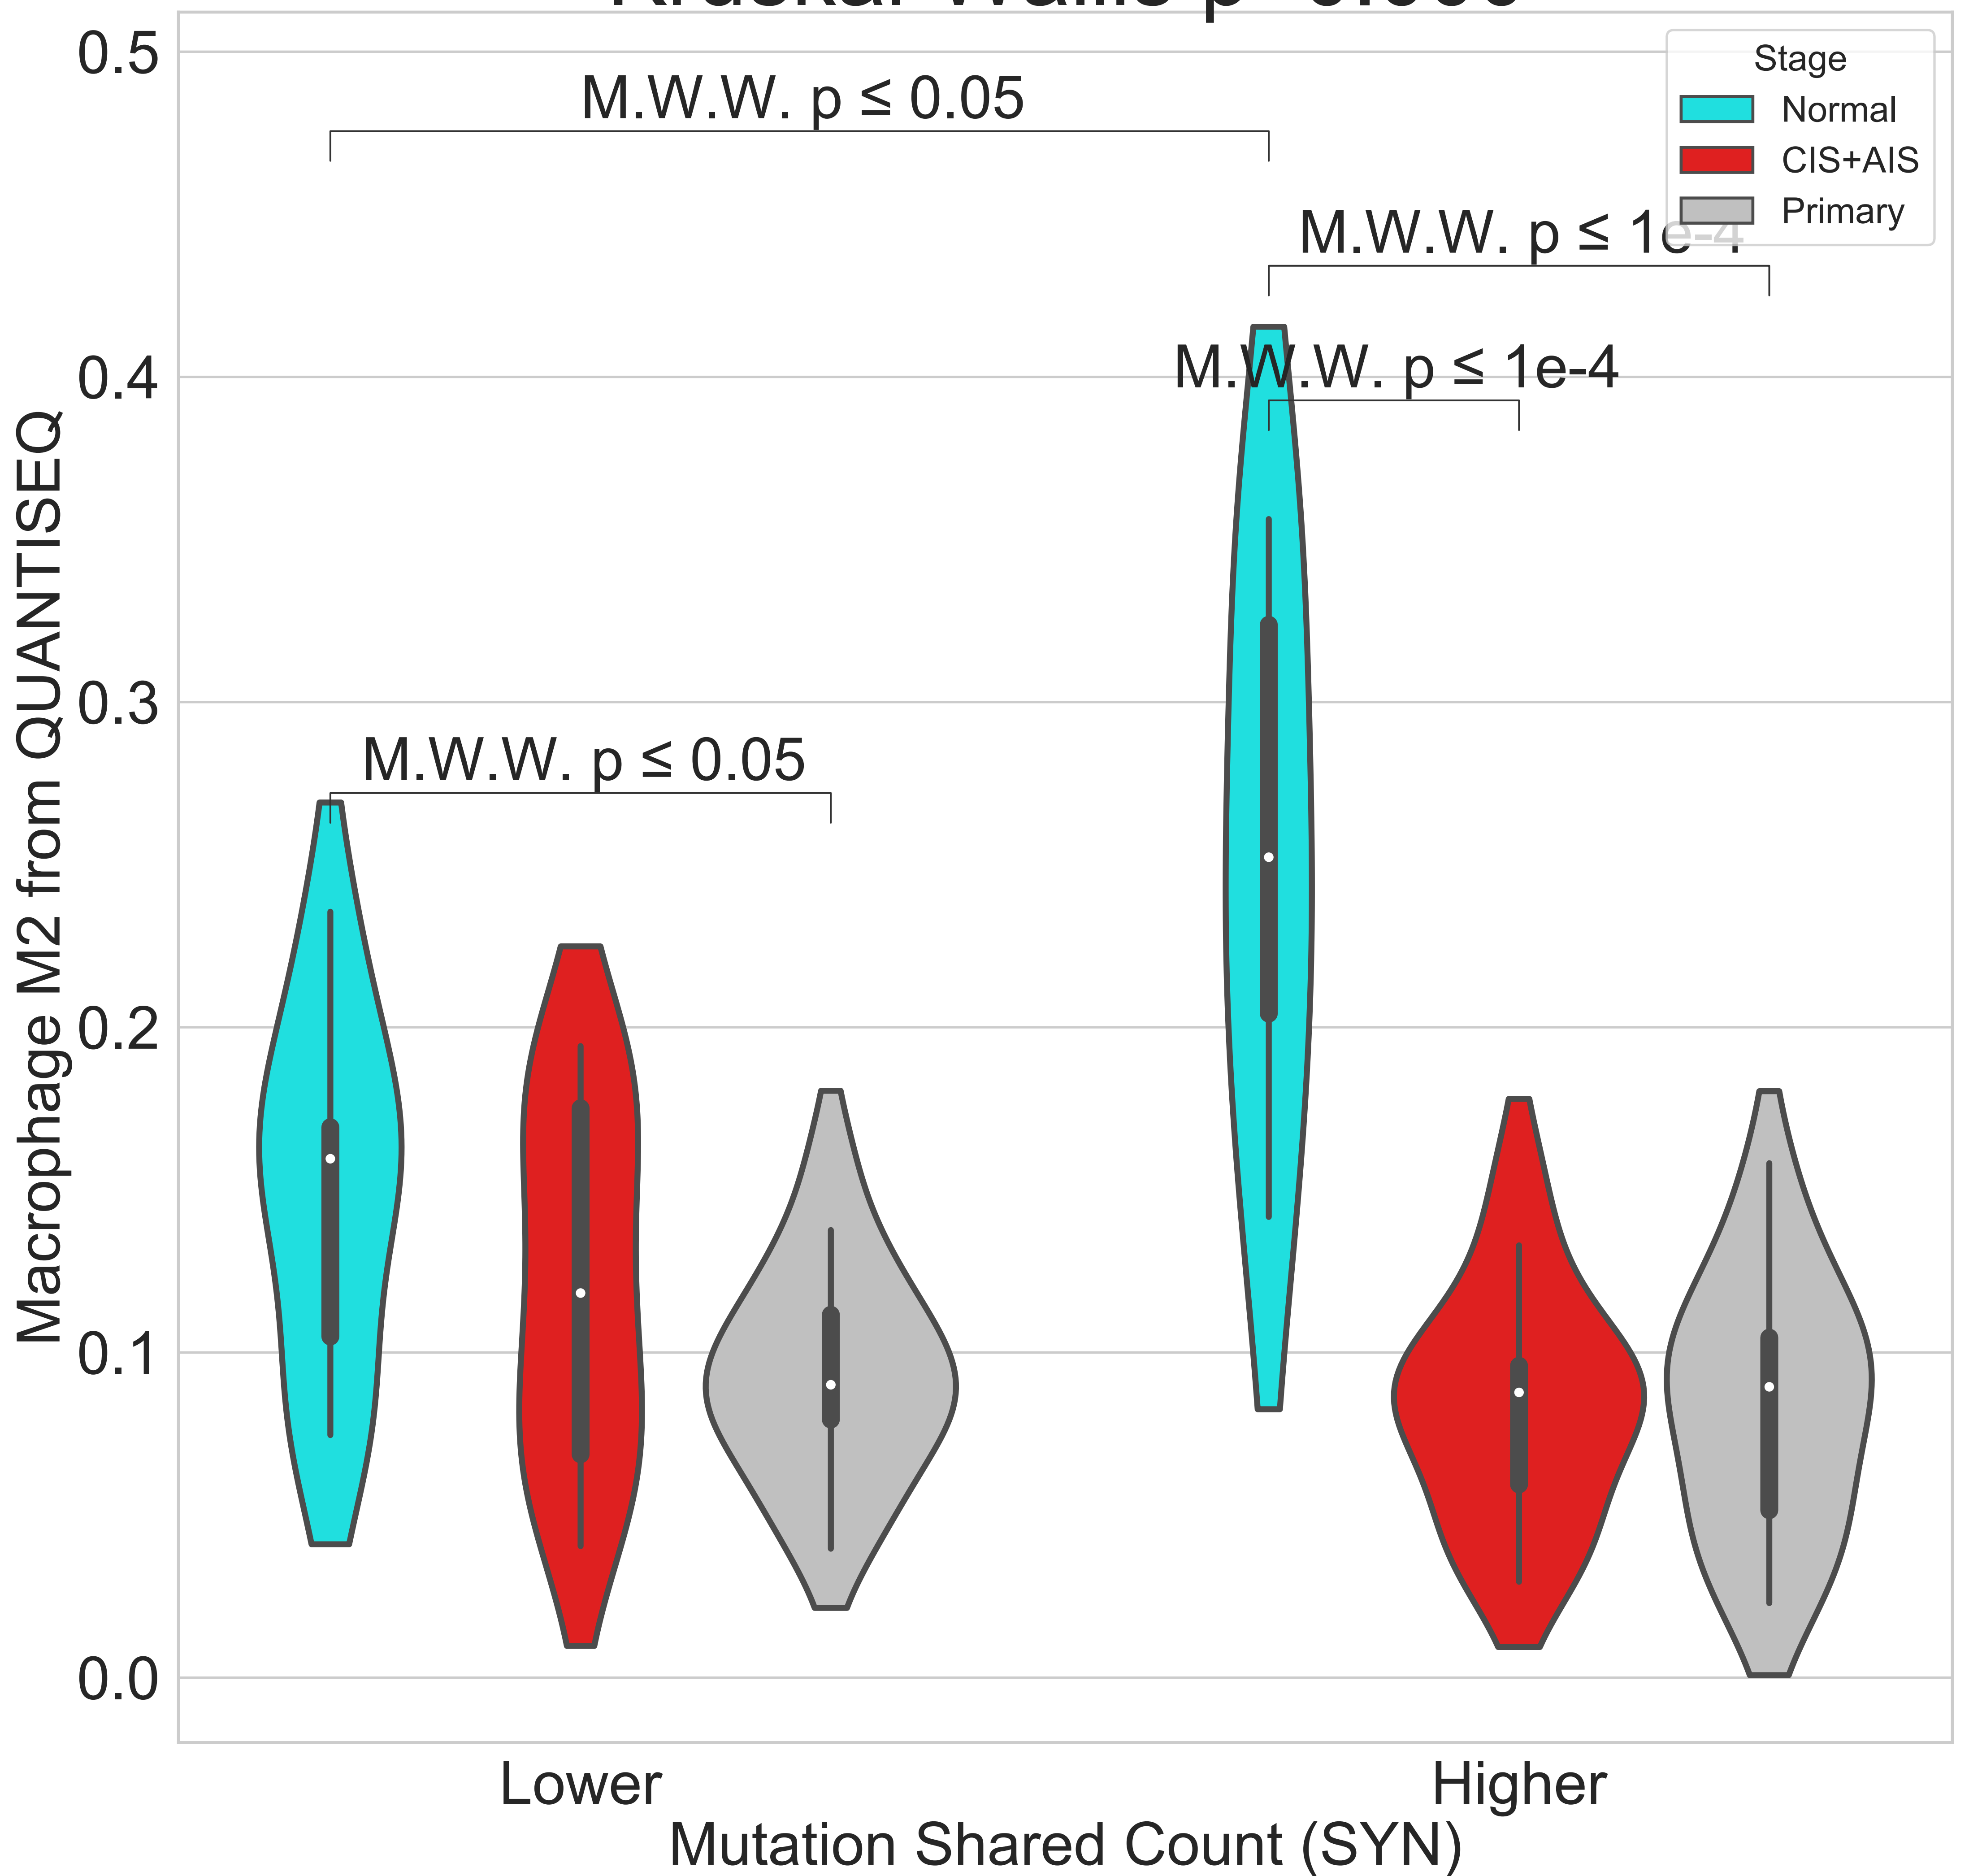 0.5
0.4
0.3
0.2
0.1
0.0
Macrophage M2 from QUANTISEQ
M.W.W. p ≤ 0.05
Stage
Normal
CIS+AIS
Primary
M.W.W. p ≤ 1e-4
M.W.W. p ≤ 1e-4
M.W.W. p ≤ 0.05
Lower
Higher
Mutation Shared Count (SYN)